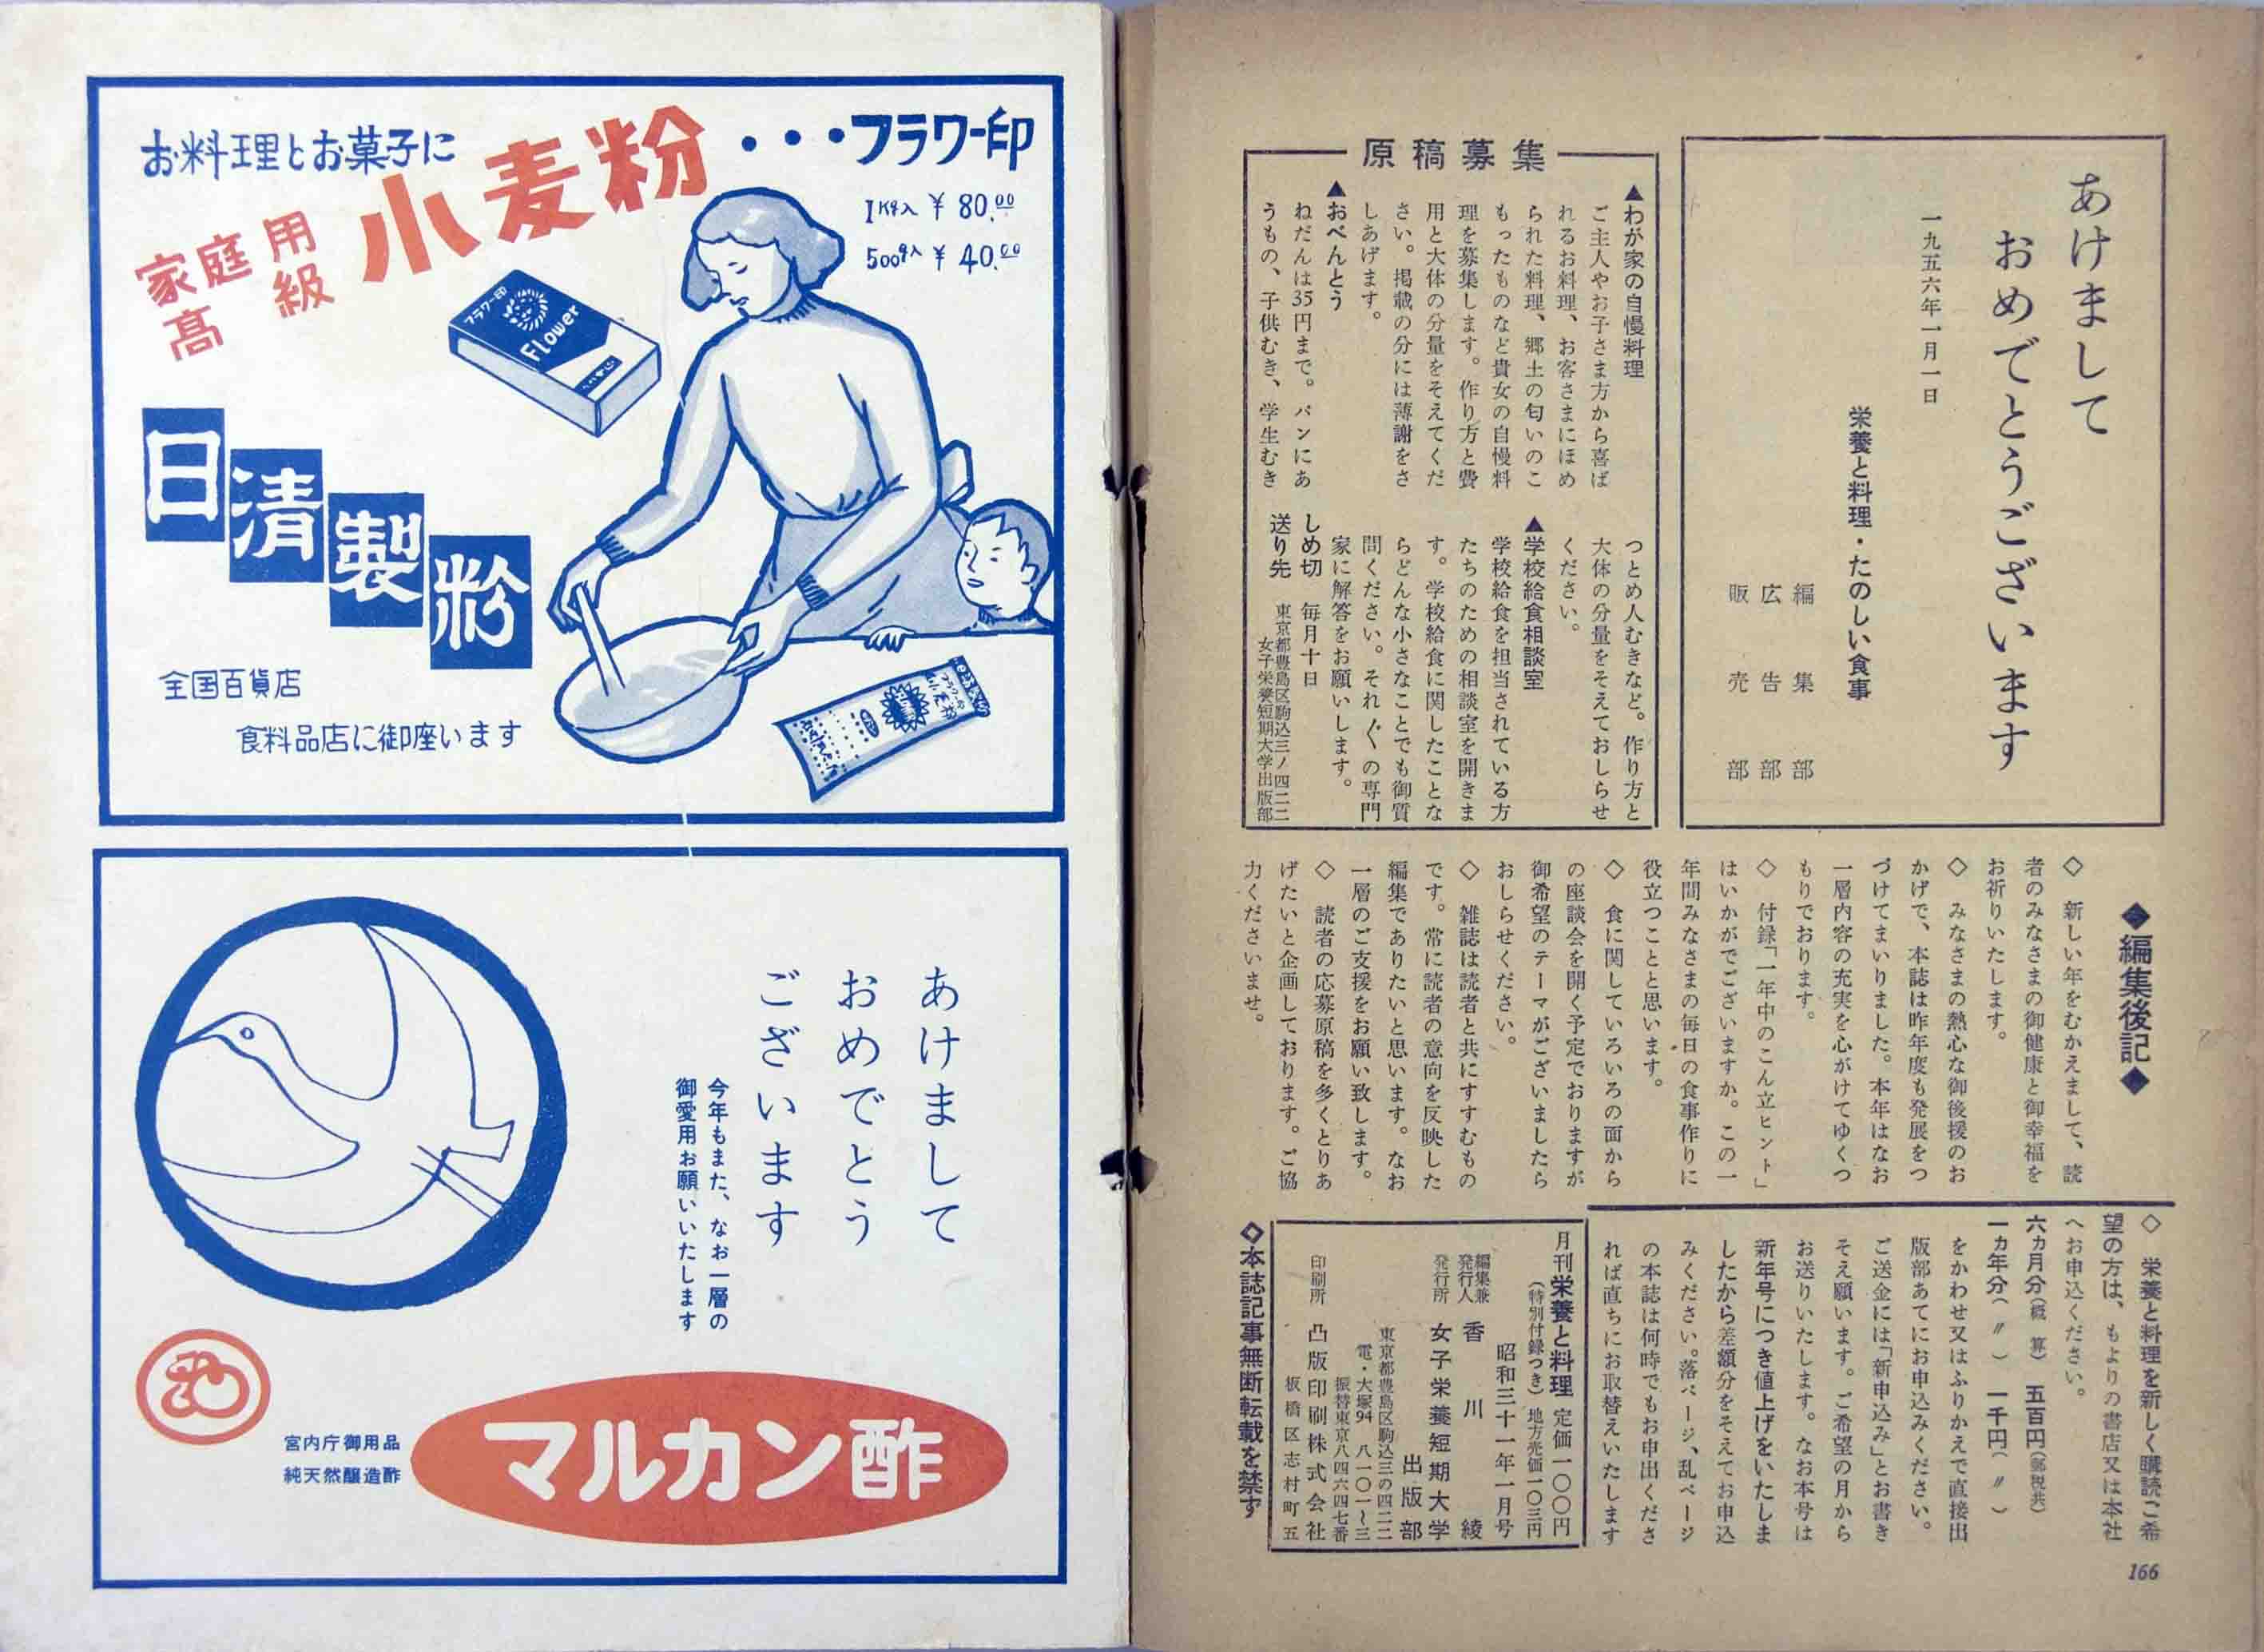 あけまして
おめでとうございます
一九五六年一月一日
栄養と料理・たのしい食事
編集部
広告部
販売部
原稿募集
▲わが家の自慢料理
ご主人やお子さま方から喜ば
れるお料理、お客さまにほめ
られた料理、郷土の匂いのこ
もったものなど貴女の自慢料
理を募集します。作り方と費
用と大体の分量をそえてくだ
さい。掲載の分には薄謝をさ
しあげます。
▲おべんとう
ねだんは35円まで。パンにあ
うもの、子供むき、学生むき
つとめ人むきなど。作り方と
大体の分量をそえておしらせ
ください。
▲学校給食相談室
学校給食を担当されている方
たちのための相談室を開きま
す。学校給食に関したことな
らどんな小さなことでも御質
問ください。それ〴〵の専門
家に解答をお願いします。
しめ切 毎月十日
送り先 東京都豊島区駒込三ノ四二二
女子栄養短期大学出版部
◆編集後記◆
◇ 新しい年をむかえまして、読
者のみなさまの御健康と御幸福を
お祈りいたします。
◇ みなさまの熱心な御後援のお
かげで、本誌は昨年度も発展をつ
づけてまいりました。本年はなお
一層内容の充実を心がけてゆくつ
もりでおります。
◇ 付録「一年中のこん立ヒント」
はいかがでございますか。この一
年間みなさまの毎日の食事作りに
役立つことと思います。
◇ 食に関していろいろの面から
の座談会を開く予定でおりますが
御希望のテーマがございましたら
おしらせください。
◇ 雑誌は読者と共にすすむもの
です。常に読者の意向を反映した
編集でありたいと思います。なお
一層のご支援をお願い致します。
◇ 読者の応募原稿を多くとりあ
げたいと企画しております。ご協
力くださいませ。
◇ 栄養と料理を新しく購読ご希
望の方は、もよりの書店又は本社
へお申込ください。
六ヵ月分(概算) 五百円(郵税共)
一ヵ年分(〃) 一千円(〃)
をかわせ又はふりかえで直接出
版部あてにお申込みください。
ご送金には「新申込み」とお書き
そえ願います。ご希望の月から
お送りいたします。なお本号は
新年号につき値上げをいたしま
したから差額分をそえてお申込
みください。落ページ、乱ページ
の本誌は何時でもお申出くださ
れば直ちにお取替えいたします
月刊栄養と料理 定価一〇〇円
(特別付録つき) 地方売価一〇三円
昭和三十一年一月号
編集兼発行人 香川綾
発行所 女子栄養短期大学
出版部
東京都豊島区駒込三の四二二
電・大塚94 八一〇一〜三
振替東京八四六四七番
印刷所 凸版印刷株式会社
板橋区志村町五
◇本誌記事無断転載を禁ず
166
お料理とお菓子に
小麦粉・・・フラワー印
家庭用
高級
1Kg入 ¥80.00
500g入 ¥40.00
フラワー印
Flower
日清製粉
全国百貨店
食料品店に御座います
あけまして
おめでとう
ございます
今年もまた、なお一層の
御愛用お願いいたします
宮内庁御用品
純天然醸造酢
マルカン酢